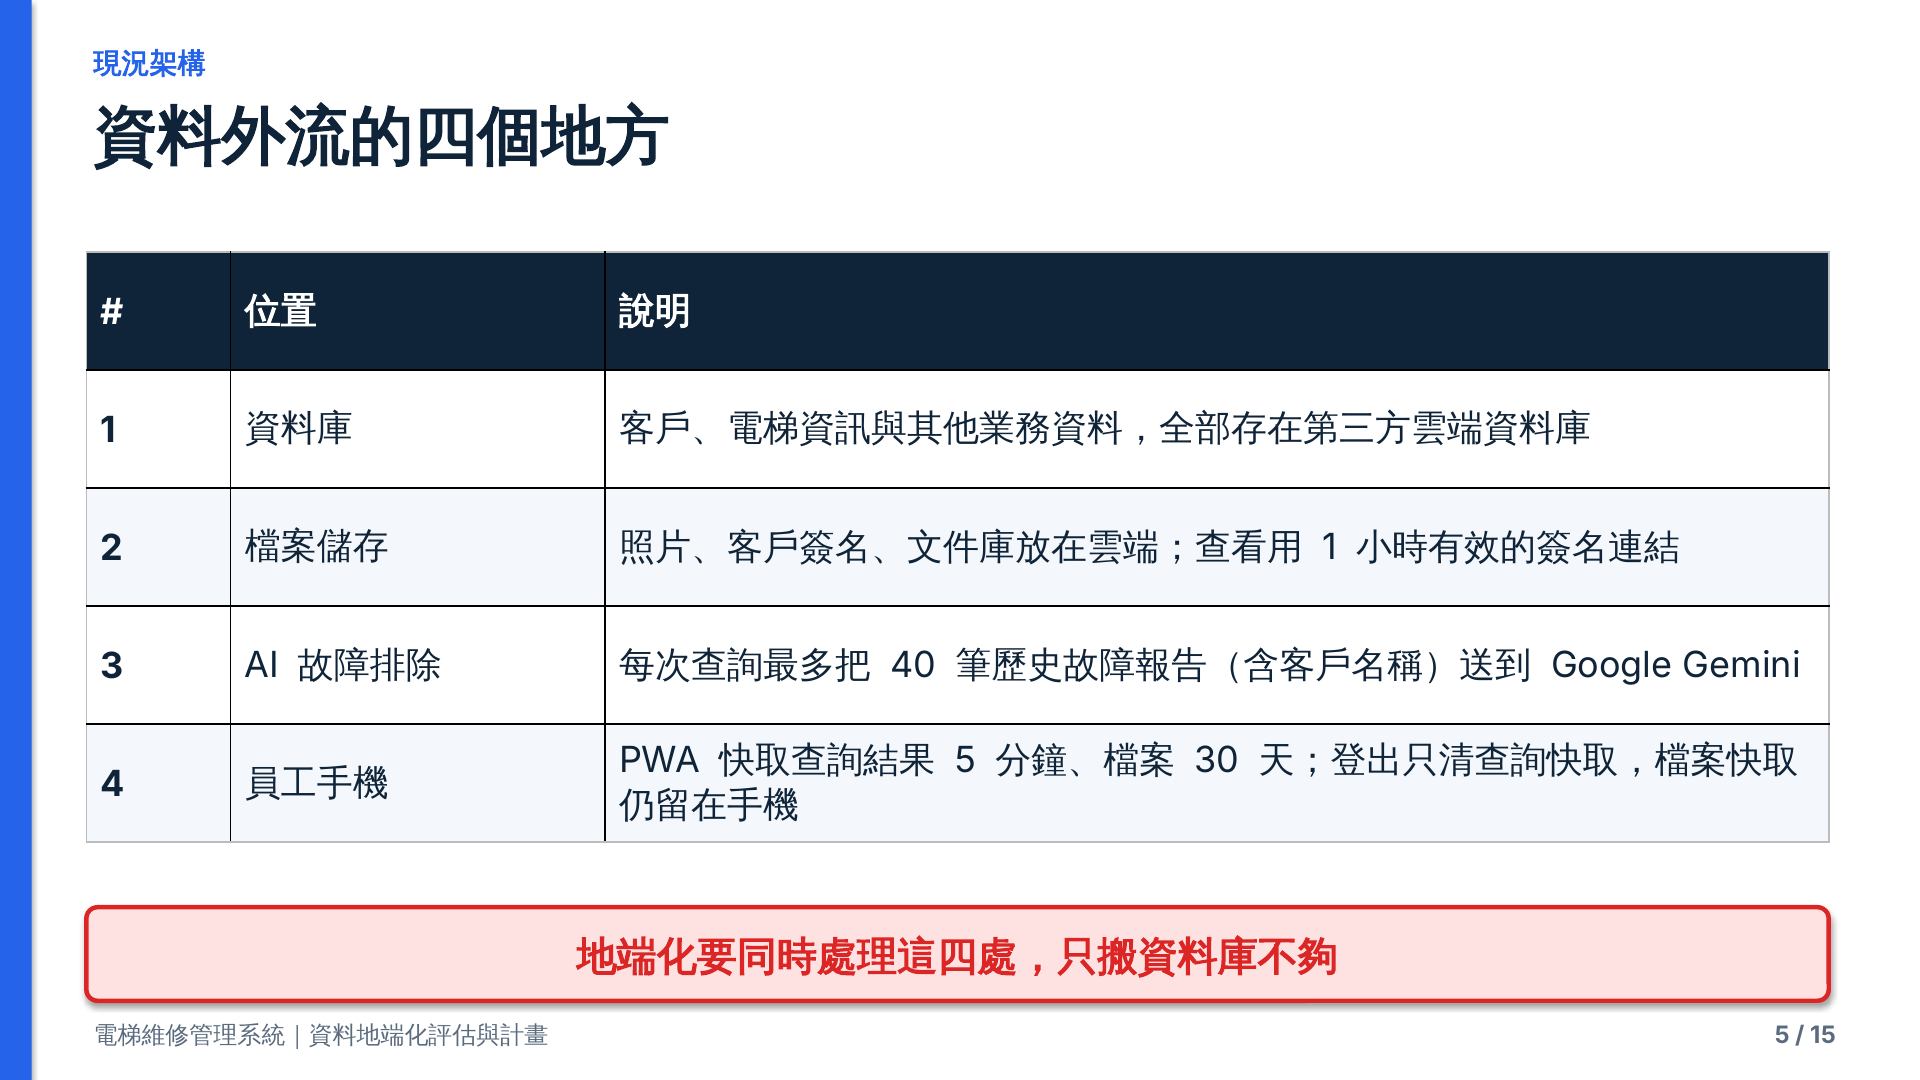 現況架構
資料外流的四個地方
# 位置 說明
1 資料庫 客戶、電梯資訊與其他業務資料，全部存在第三方雲端資料庫
2 檔案儲存 照片、客戶簽名、文件庫放在雲端；查看用 1 小時有效的簽名連結
3 AI 故障排除 每次查詢最多把 40 筆歷史故障報告（含客戶名稱）送到 Google Gemini
4 員工手機 PWA 快取查詢結果 5 分鐘、檔案 30 天；登出只清查詢快取，檔案快取
仍留在手機
地端化要同時處理這四處，只搬資料庫不夠
電梯維修管理系統｜資料地端化評估與計畫
5 / 15